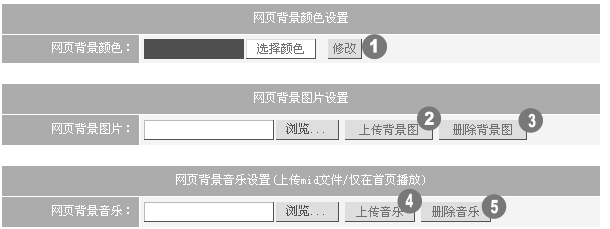 网页背景颜色设置
网页背景颜色： 选择颜色 修改 1
网页背景图片设置
网页背景图片： 浏览... 上传背景图 2 删除背景图 3
网页背景音乐设置(上传mid文件/仅在首页播放)
网页背景音乐： 浏览... 上传音乐 4 删除音乐 5